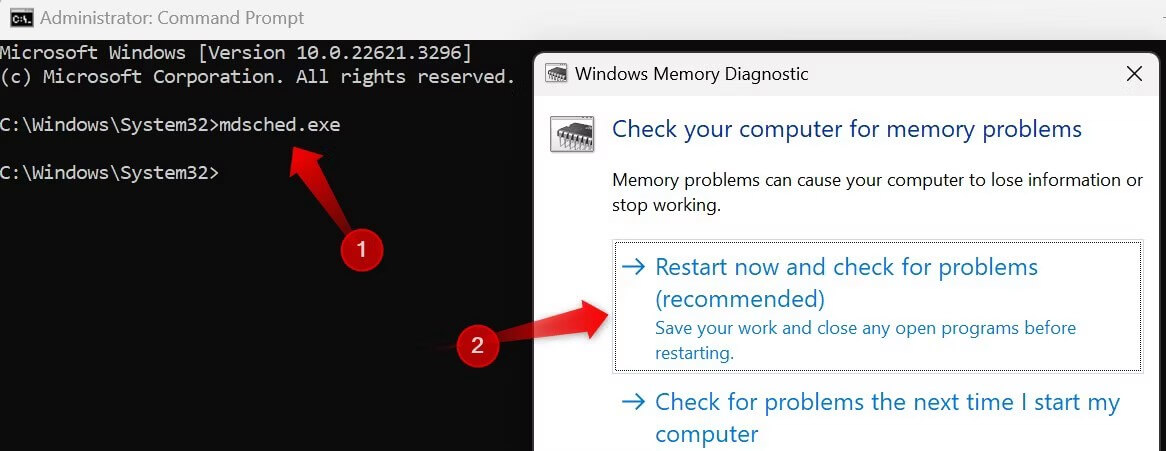 Administrator: Command Prompt
Microsoft Windows [Version 10.0.22621.3296]
(c) Microsoft Corporation. All rights reserved.
C:\Windows\System32>mdsched.exe
C:\Windows\System32>
1
2
Windows Memory Diagnostic
Check your computer for memory problems
Memory problems can cause your computer to lose information or
stop working.
Restart now and check for problems
(recommended)
Save your work and close any open programs before
restarting.
Check for problems the next time I start my
computer